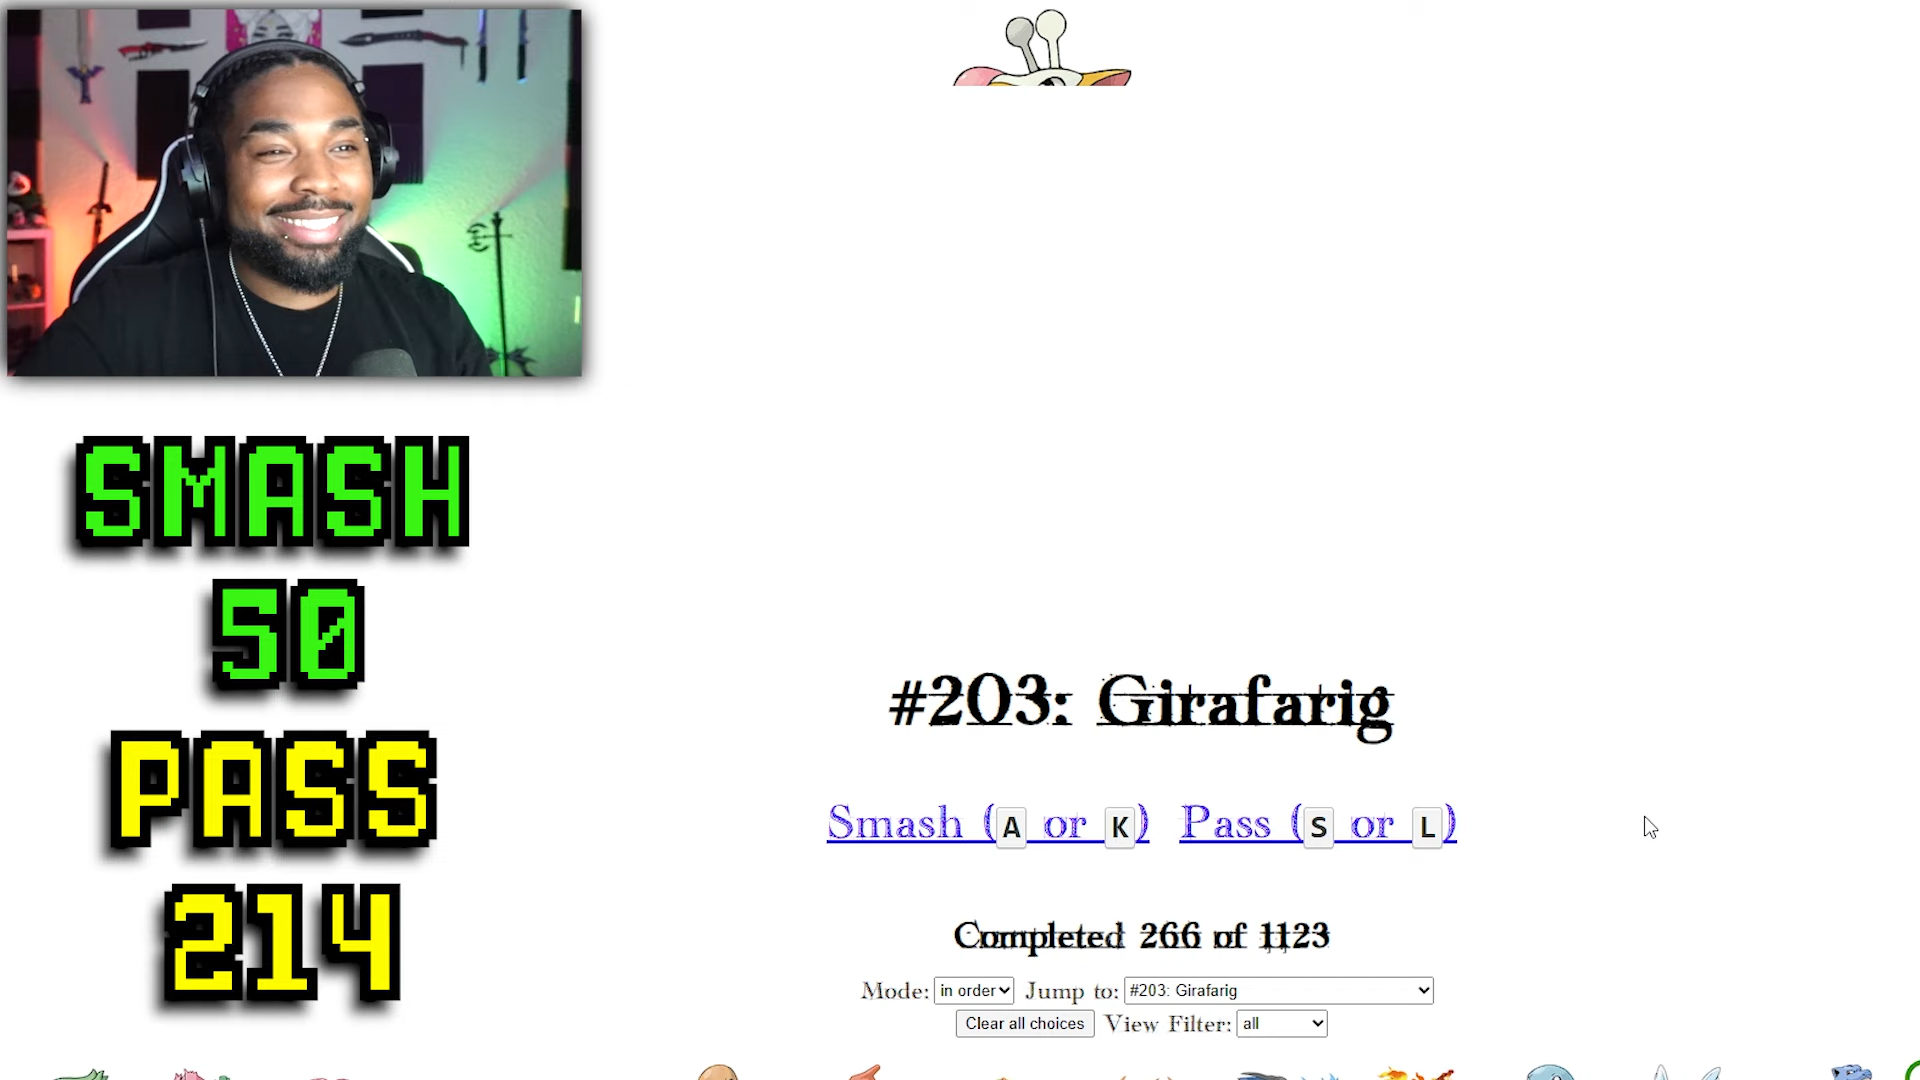 SMASH
50
PASS
214
#203: Girafarig
Smash (A or K) Pass (S or L)
Completed 266 of 1123
Mode: in order Jump to: #203: Girafarig
Clear all choices View Filter: all